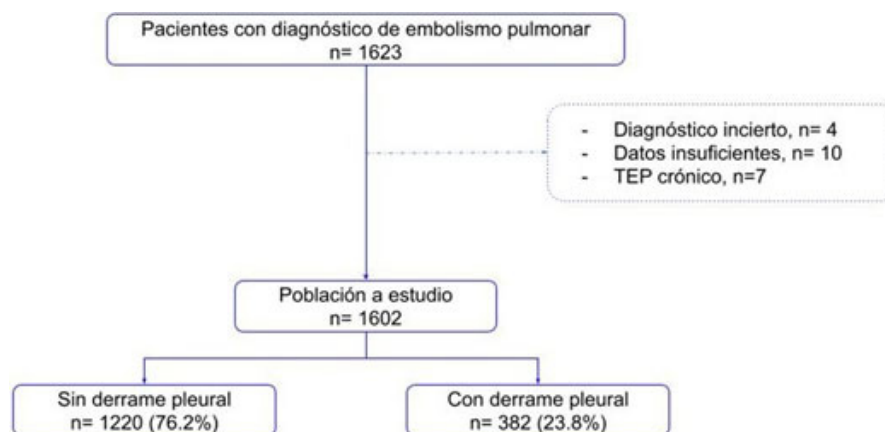 Pacientes con diagnóstico de embolismo pulmonar
n= 1623
- Diagnóstico incierto, n= 4
- Datos insuficientes, n= 10
- TEP crónico, n=7
Población a estudio
n= 1602
Sin derrame pleural
n= 1220 (76.2%)
Con derrame pleural
n= 382 (23.8%)